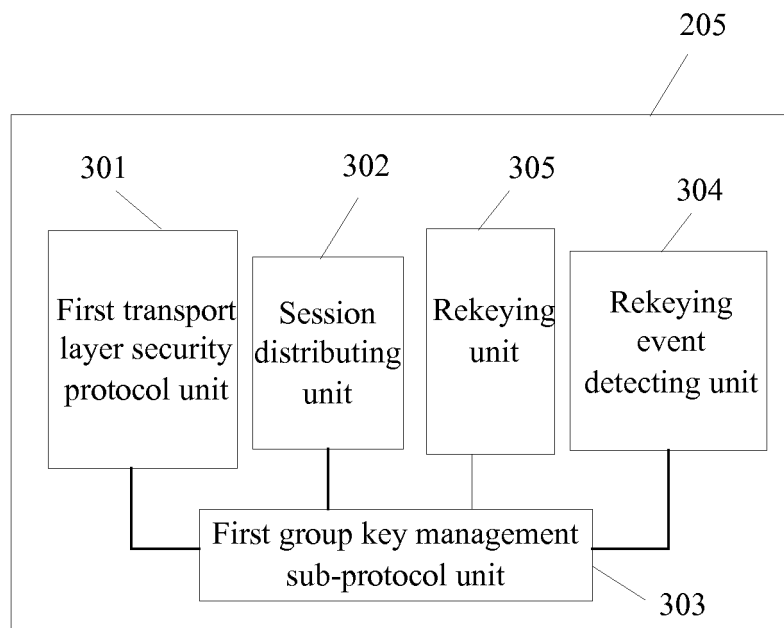 205
301
302
305
304
First transport
layer security
protocol unit
Session
distributing
unit
Rekeying
unit
Rekeying
event
detecting unit
First group key management
sub-protocol unit
303